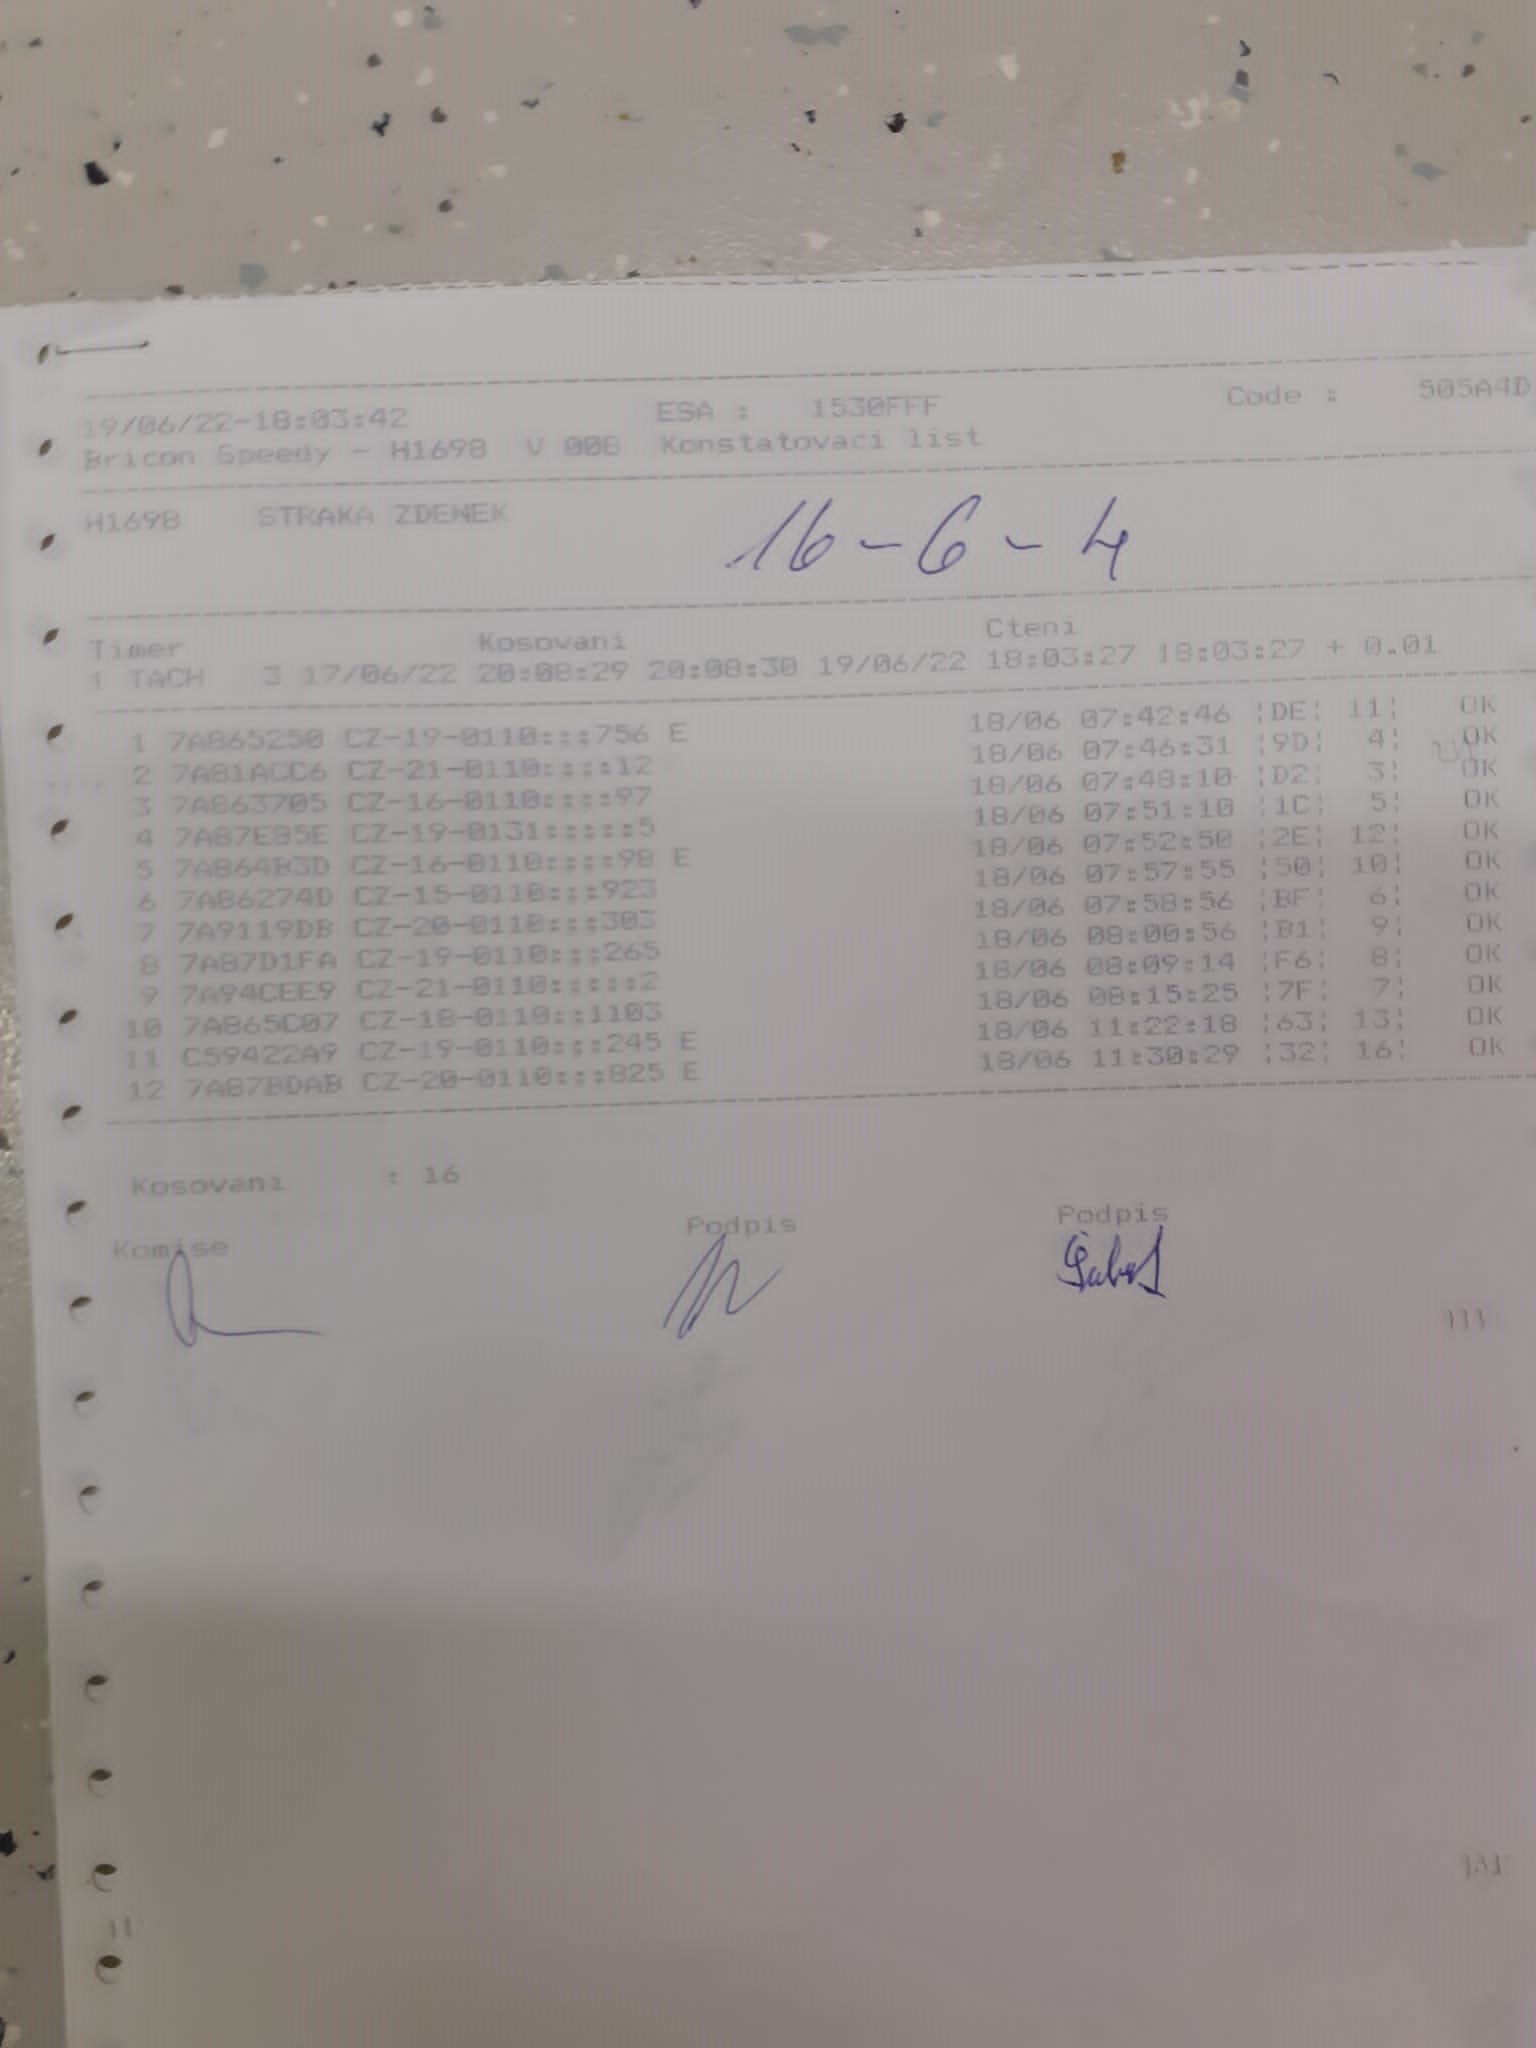 19/06/22-18:03:42 ESA : 1530FFF Code : 505A4D
Bricon Speedy - H1698 V 00B Konstatovaci list
H1698 STRAKA ZDENEK
16-6-4
Timer Kosovani Cteni
1 TACH 3 17/06/22 20:08:29 20:08:30 19/06/22 18:03:27 18:03:27 + 0.01
1 7A865250 CZ-19-0110:::756 E 18/06 07:42:46 ¦DE¦ 11¦ OK
2 7A81ACC6 CZ-21-0110::::12 18/06 07:46:31 ¦9D¦ 4¦ OK
3 7A863705 CZ-16-0110::::97 18/06 07:48:10 ¦D2¦ 3¦ OK
4 7A87E85E CZ-19-0131:::::5 18/06 07:51:10 ¦1C¦ 5¦ OK
5 7A864B3D CZ-16-0110::::98 E 18/06 07:52:50 ¦2E¦ 12¦ OK
6 7A86274D CZ-15-0110:::923 18/06 07:57:55 ¦50¦ 10¦ OK
7 7A9119DB CZ-20-0110:::303 18/06 07:58:56 ¦BF¦ 6¦ OK
8 7A87D1FA CZ-19-0110:::265 18/06 08:00:56 ¦B1¦ 9¦ OK
9 7A94CEE9 CZ-21-0110:::::2 18/06 08:09:14 ¦F6¦ 8¦ OK
10 7A865C07 CZ-18-0110::1103 18/06 08:15:25 ¦7F¦ 7¦ OK
11 C59422A9 CZ-19-0110:::245 E 18/06 11:22:18 ¦63¦ 13¦ OK
12 7A87BDAB CZ-20-0110:::825 E 18/06 11:30:29 ¦32¦ 16¦ OK
Kosovani : 16
Komise Podpis Podpis